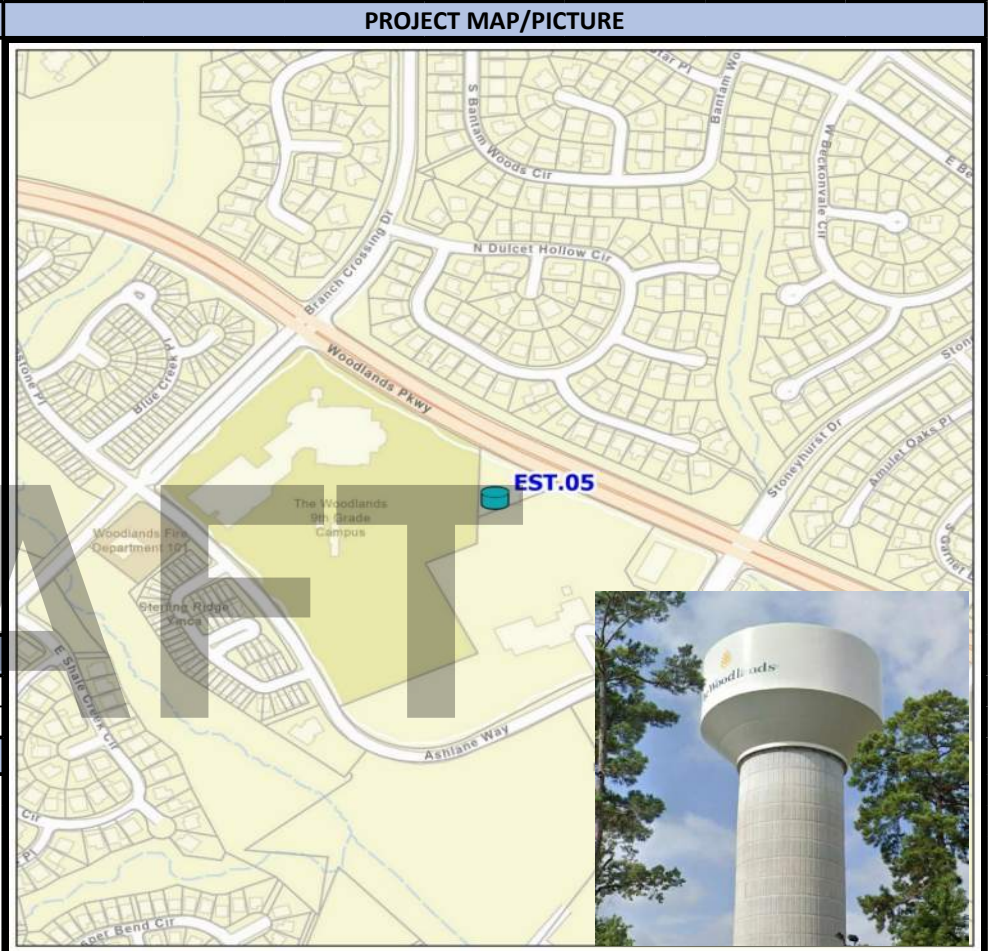 PROJECT MAP/PICTURE
S Bantam Woods Cir
W Beckonvale Cir
Branch Crossing Dr
N Dulcet Hollow Cir
Woodlands Pkwy
Blue Creek Pl
Stoneyhurst Dr
Amulet Oaks Pl
EST.05
The Woodlands
9th Grade
Campus
Woodlands Fire
Department 101
Sterling Ridge
Ymca
E Shale Creek Cir
Ashlane Way
Woodlands
AFT
Cir
Bend Cir